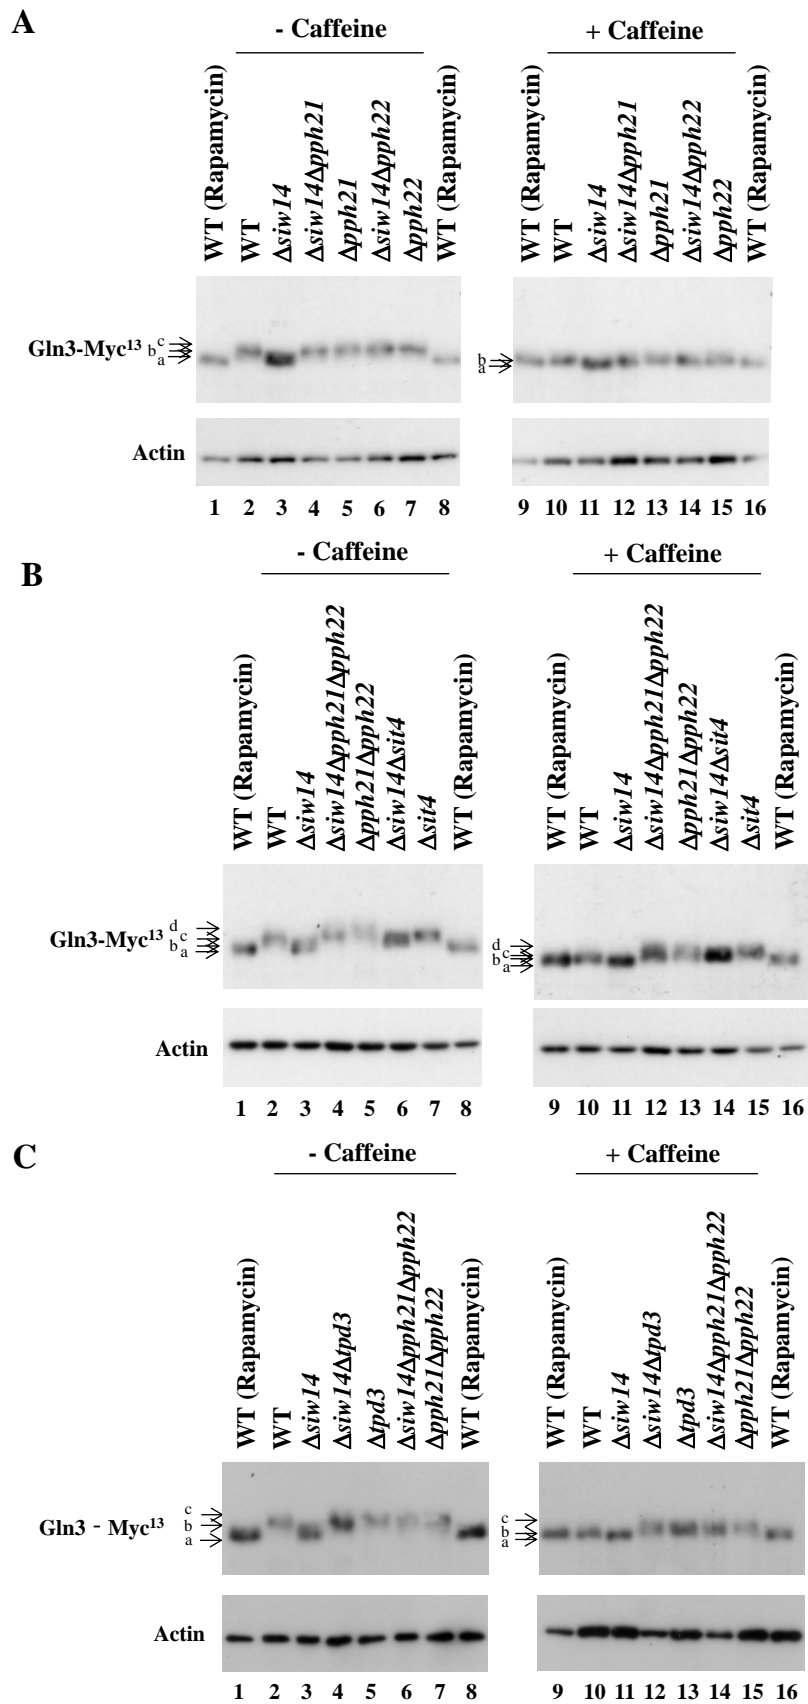 A
- Caffeine
+ Caffeine
WT (Rapamycin)
WT
Δsiw14
Δsiw14Δpph21
Δpph21
Δsiw14Δpph22
Δpph22
WT (Rapamycin)
WT (Rapamycin)
WT
Δsiw14
Δsiw14Δpph21
Δpph21
Δsiw14Δpph22
Δpph22
WT (Rapamycin)
Gln3-Myc13
c
b
a
b
a
Actin
1 2 3 4 5 6 7 8 9 10 11 12 13 14 15 16
B
- Caffeine
+ Caffeine
WT (Rapamycin)
WT
Δsiw14
Δsiw14Δpph21Δpph22
Δpph21Δpph22
Δsiw14Δsit4
Δsit4
WT (Rapamycin)
WT (Rapamycin)
WT
Δsiw14
Δsiw14Δpph21Δpph22
Δpph21Δpph22
Δsiw14Δsit4
Δsit4
WT (Rapamycin)
Gln3-Myc13
d
c
b
a
d
b c
a
Actin
1 2 3 4 5 6 7 8 9 10 11 12 13 14 15 16
C
- Caffeine
+ Caffeine
WT (Rapamycin)
WT
Δsiw14
Δsiw14Δtpd3
Δtpd3
Δsiw14Δpph21Δpph22
Δpph21Δpph22
WT (Rapamycin)
WT (Rapamycin)
WT
Δsiw14
Δsiw14Δtpd3
Δtpd3
Δsiw14Δpph21Δpph22
Δpph21Δpph22
WT (Rapamycin)
Gln3 - Myc13
c
b
a
c
b
a
Actin
1 2 3 4 5 6 7 8 9 10 11 12 13 14 15 16